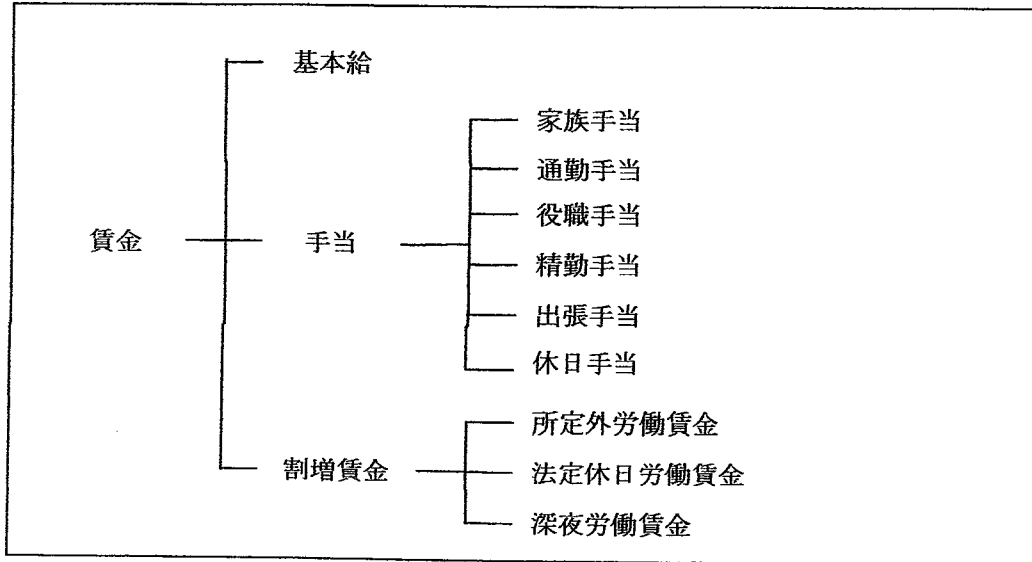 基本給
家族手当
通勤手当
役職手当
賃金
手当
精勤手当
出張手当
休日手当
所定外労働賃金
割増賃金
法定休日労働賃金
深夜労働賃金